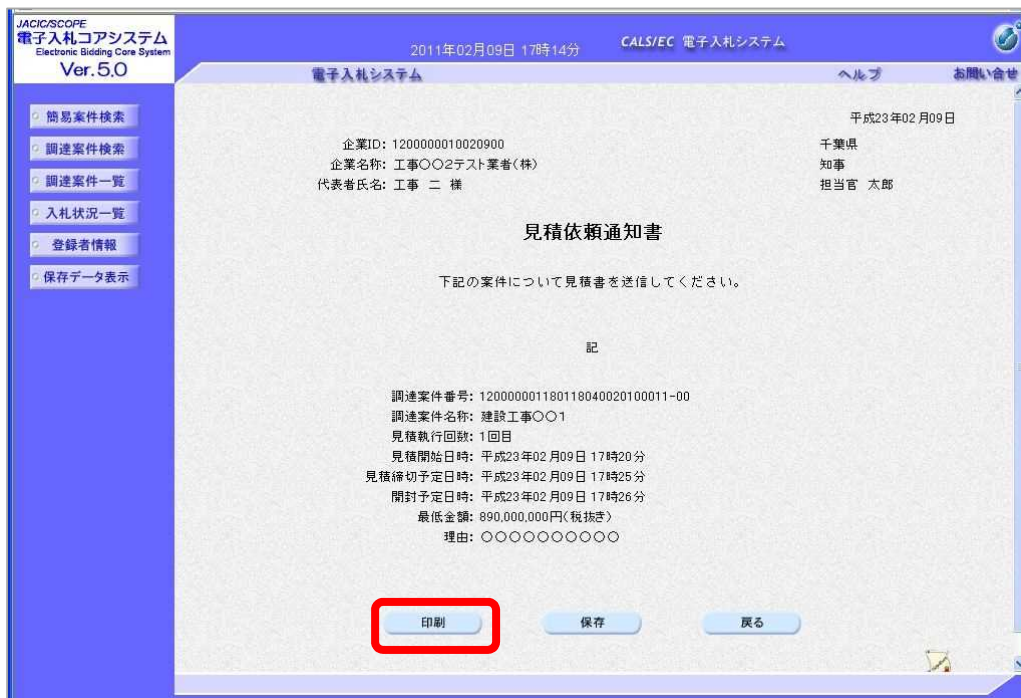 JACIC/SCOPE
電子入札コアシステム
Electronic Bidding Core System
Ver.5.0
2011年02月09日 17時14分
CALS/EC 電子入札システム
電子入札システム
ヘルプ
お問い合せ
簡易案件検索
調達案件検索
調達案件一覧
入札状況一覧
登録者情報
保存データ表示
平成23年02月09日
企業ID: 1200000010020900
千葉県
企業名称: 工事〇〇2テスト業者(株)
知事
代表者氏名: 工事 二 様
担当官 太郎
見積依頼通知書
下記の案件について見積書を送信してください。
記
調達案件番号: 1200000011801180400201000​11-00
調達案件名称: 建設工事〇〇1
見積執行回数: 1回目
見積開始日時: 平成23年02月09日 17時20分
見積締切予定日時: 平成23年02月09日 17時25分
開封予定日時: 平成23年02月09日 17時26分
最低金額: 890,000,000円(税抜き)
理由: 〇〇〇〇〇〇〇〇〇〇
印刷
保存
戻る